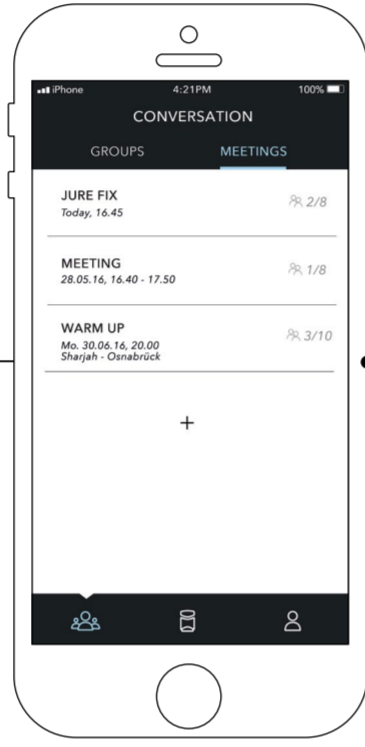 iPhone 4:21PM 100%
CONVERSATION
GROUPS MEETINGS
JURE FIX 2/8
Today, 16.45
MEETING 1/8
28.05.16, 16.40 - 17.50
WARM UP 3/10
Mo. 30.06.16, 20.00
Sharjah - Osnabrück
+